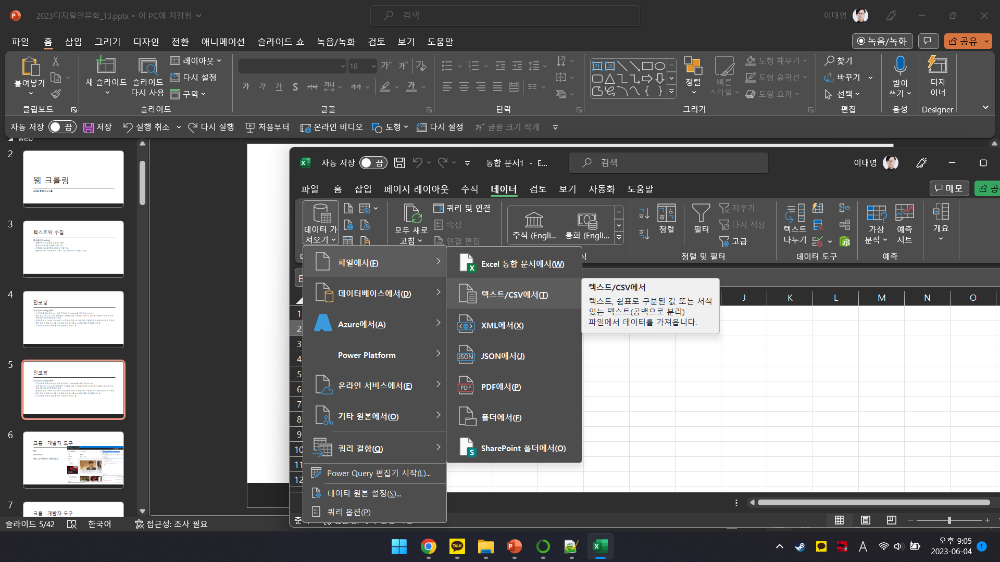 2023디지털인문학_13.pptx • 이 PC에 저장됨
검색
이대영
파일 홈 삽입 그리기 디자인 전환 애니메이션 슬라이드 쇼 녹음/녹화 검토 보기 도움말
녹음/녹화
공유
붙여넣기
클립보드
새 슬라이드
슬라이드 다시 사용
레이아웃
다시 설정
구역
슬라이드
18
가 가 가 S 가나 가가 가
글꼴
단락
정렬
빠른 스타일
도형 채우기
도형 윤곽선
도형 효과
그리기
찾기
바꾸기
선택
편집
받아쓰기
음성
디자이너
Designer
자동 저장 끔 저장 실행 취소 다시 실행 처음부터 온라인 비디오 도형 다시 설정 글꼴 크기 작게
web
2
웹 크롤링
WEB CRAWLING
3
텍스트의 수집
4
인코딩
5
인코딩
6
크롬 : 개발자 도구
7
크롬 : 개발자 도구
슬라이드 5/42 한국어 접근성: 조사 필요
자동 저장 끔
통합 문서1 - E...
검색
이대영
파일 홈 삽입 페이지 레이아웃 수식 데이터 검토 보기 자동화 도움말
메모
공
데이터 가져오기
모두 새로 고침
쿼리 및 연결
속성
연결 편집
주식 (Engli...
통화 (Engli...
정렬
필터
지우기
다시 적용
고급
정렬 및 필터
텍스트 나누기
데이터 도구
가상 분석
예측 시트
예측
개요
파일에서(F)
데이터베이스에서(D)
Azure에서(A)
Power Platform
온라인 서비스에서(E)
기타 원본에서(O)
쿼리 결합(Q)
Power Query 편집기 시작(L)...
데이터 원본 설정(S)...
쿼리 옵션(P)
Excel 통합 문서에서(W)
텍스트/CSV에서(T)
XML에서(X)
JSON에서(J)
PDF에서(P)
폴더에서(F)
SharePoint 폴더에서(O)
텍스트/CSV에서
텍스트, 쉼표로 구분된 값 또는 서식
있는 텍스트(공백으로 분리)
파일에서 데이터를 가져옵니다.
J K L M N O
1
2
3
4
5
6
7
8
9
10
11
12
오후 9:05
2023-06-04